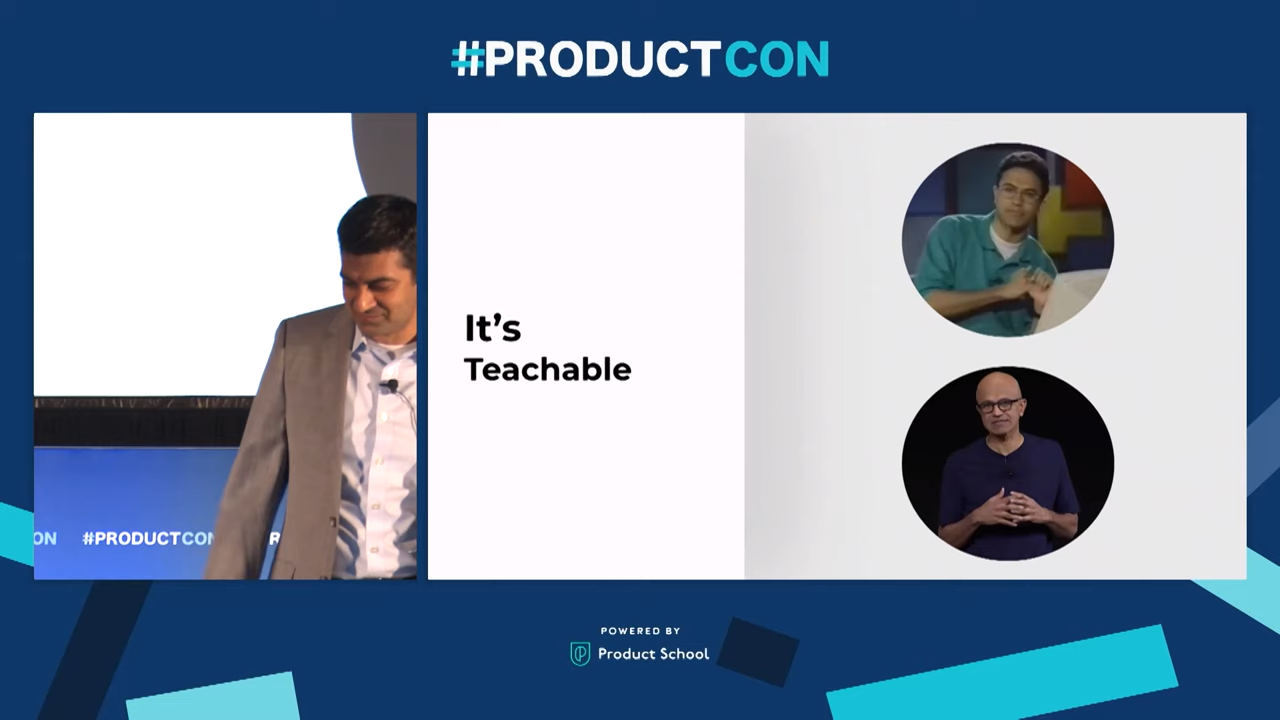 #PRODUCTCON
It's
Teachable
ON #PRODUCTCON R
POWERED BY
Product School